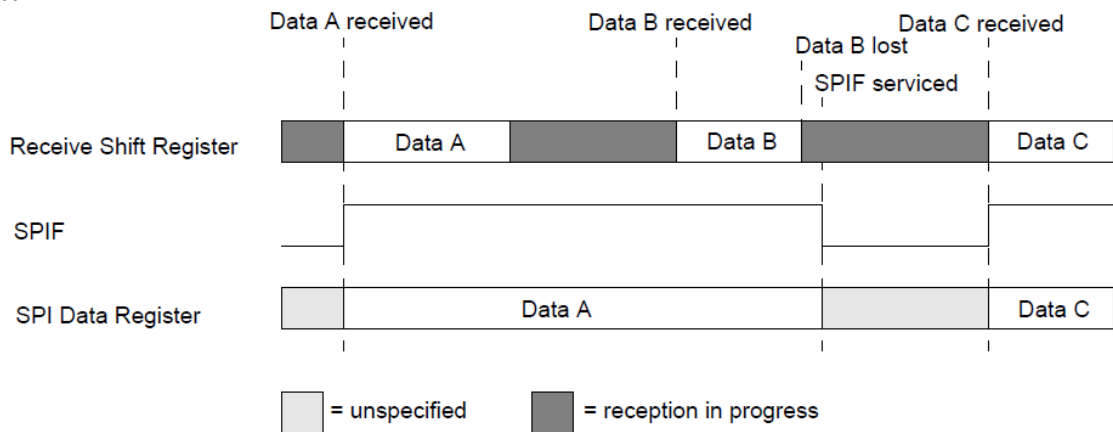 Data A received
Data B received
Data C received
Data B lost
SPIF serviced
Receive Shift Register
Data A
Data B
Data C
SPIF
SPI Data Register
Data A
Data C
= unspecified
= reception in progress